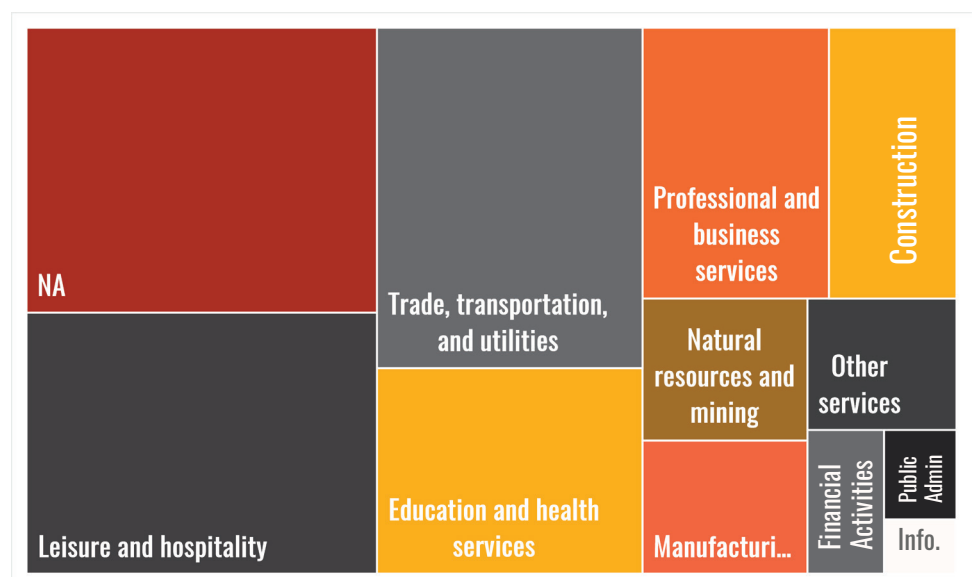 NA
Leisure and hospitality
Trade, transportation,
and utilities
Education and health
services
Professional and
business
services
Construction
Natural
resources and
mining
Manufacturi...
Other
services
Financial
Activities
Public
Admin
Info.